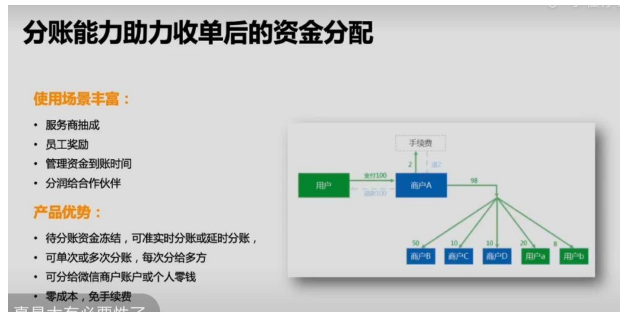 分账能力助力收单后的资金分配
使用场景丰富：
• 服务商抽成
• 员工奖励
• 管理资金到账时间
• 分润给合作伙伴
产品优势：
• 待分账资金冻结，可准实时分账或延时分账，
• 可单次或多次分账，每次分给多方
• 可分给微信商户账户或个人零钱
• 零成本，免手续费
手续费
2
退2
用户
支付100
退款100
商户A
98
50
10
10
20
8
商户B
商户C
商户D
用户a
用户b